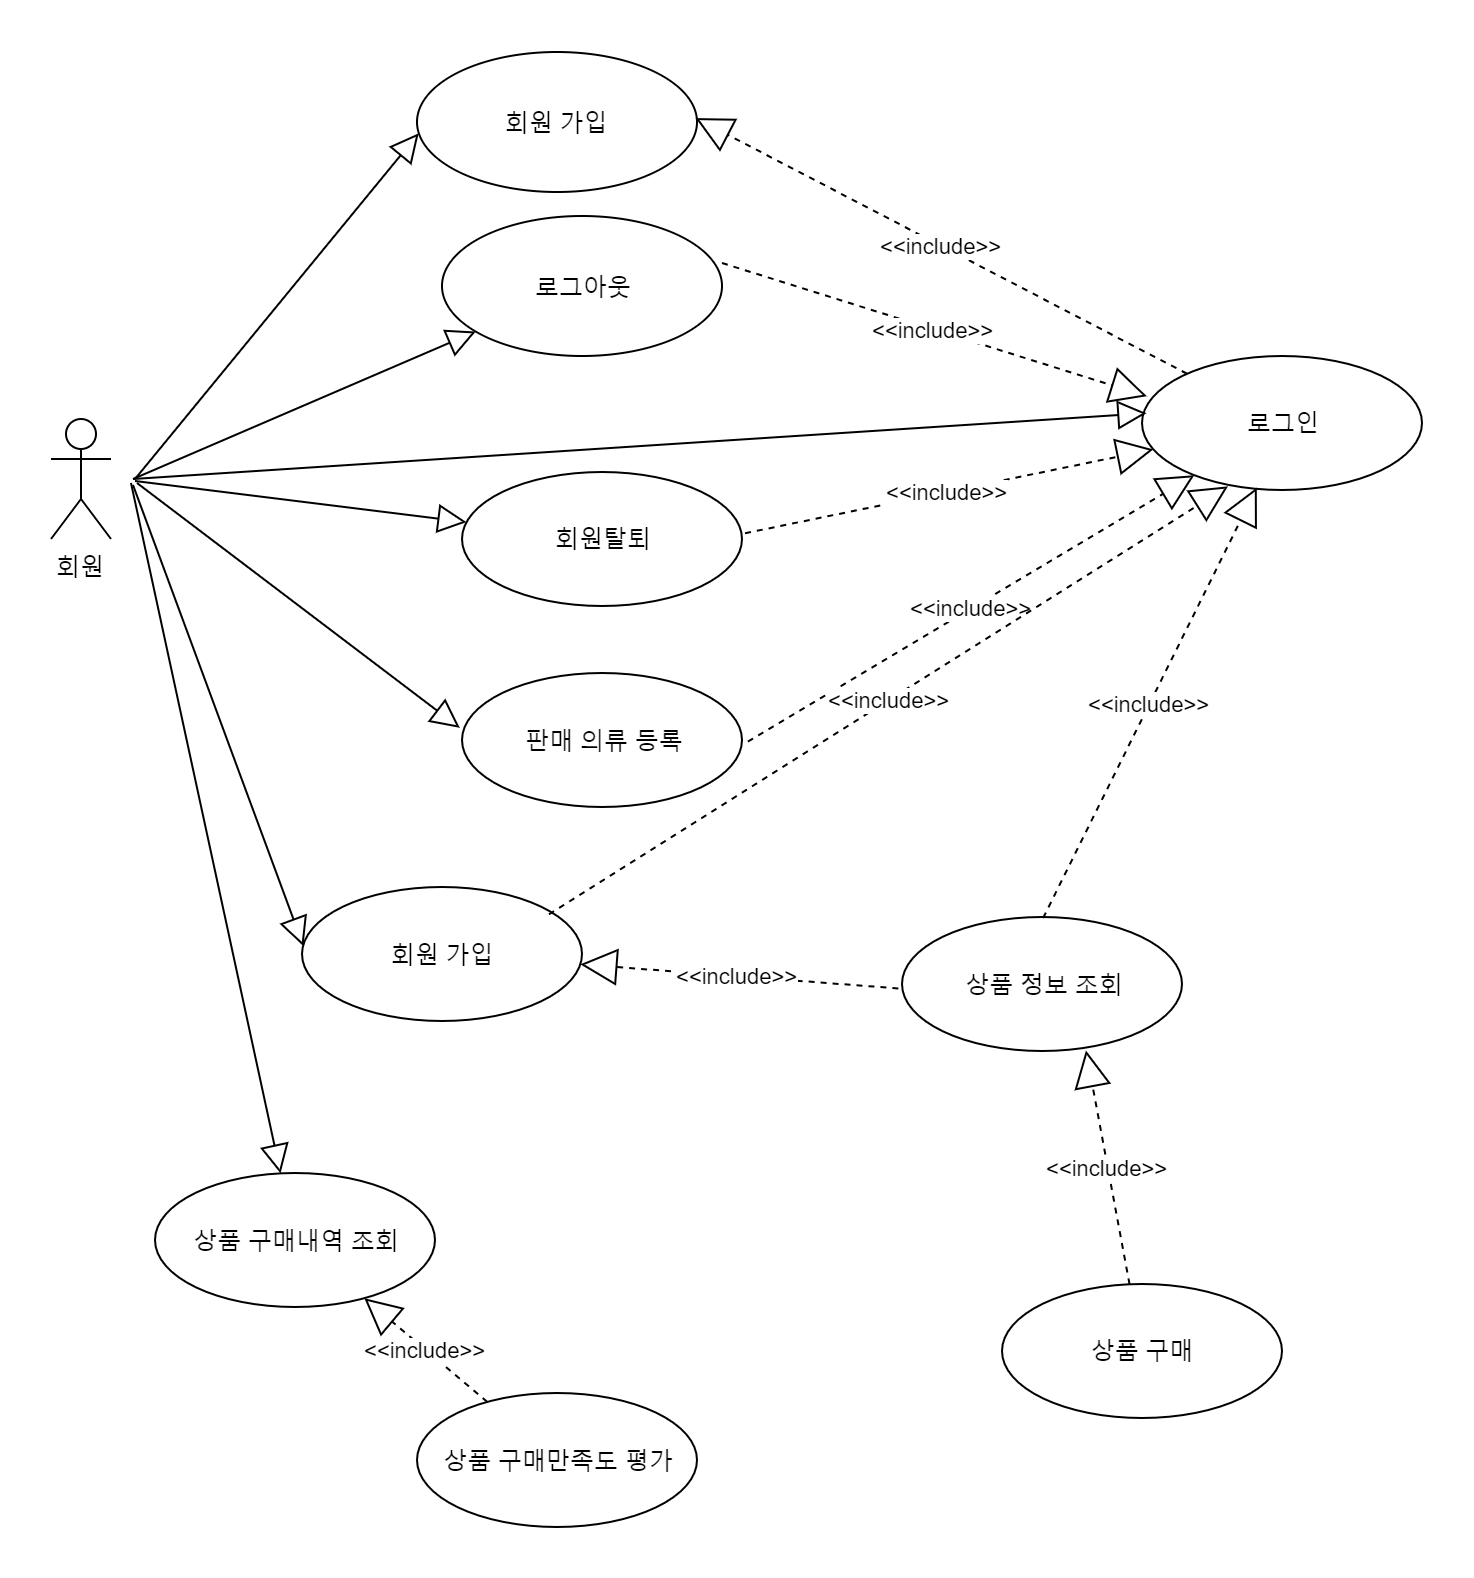 회원 가입
<<include>>
로그아웃
<<include>>
로그인
<<include>>
회원탈퇴
회원
<<include>>
판매 의류 등록
<<include>>
<<include>>
회원 가입
<<include>>
상품 정보 조회
<<include>>
상품 구매내역 조회
<<include>>
상품 구매
상품 구매만족도 평가